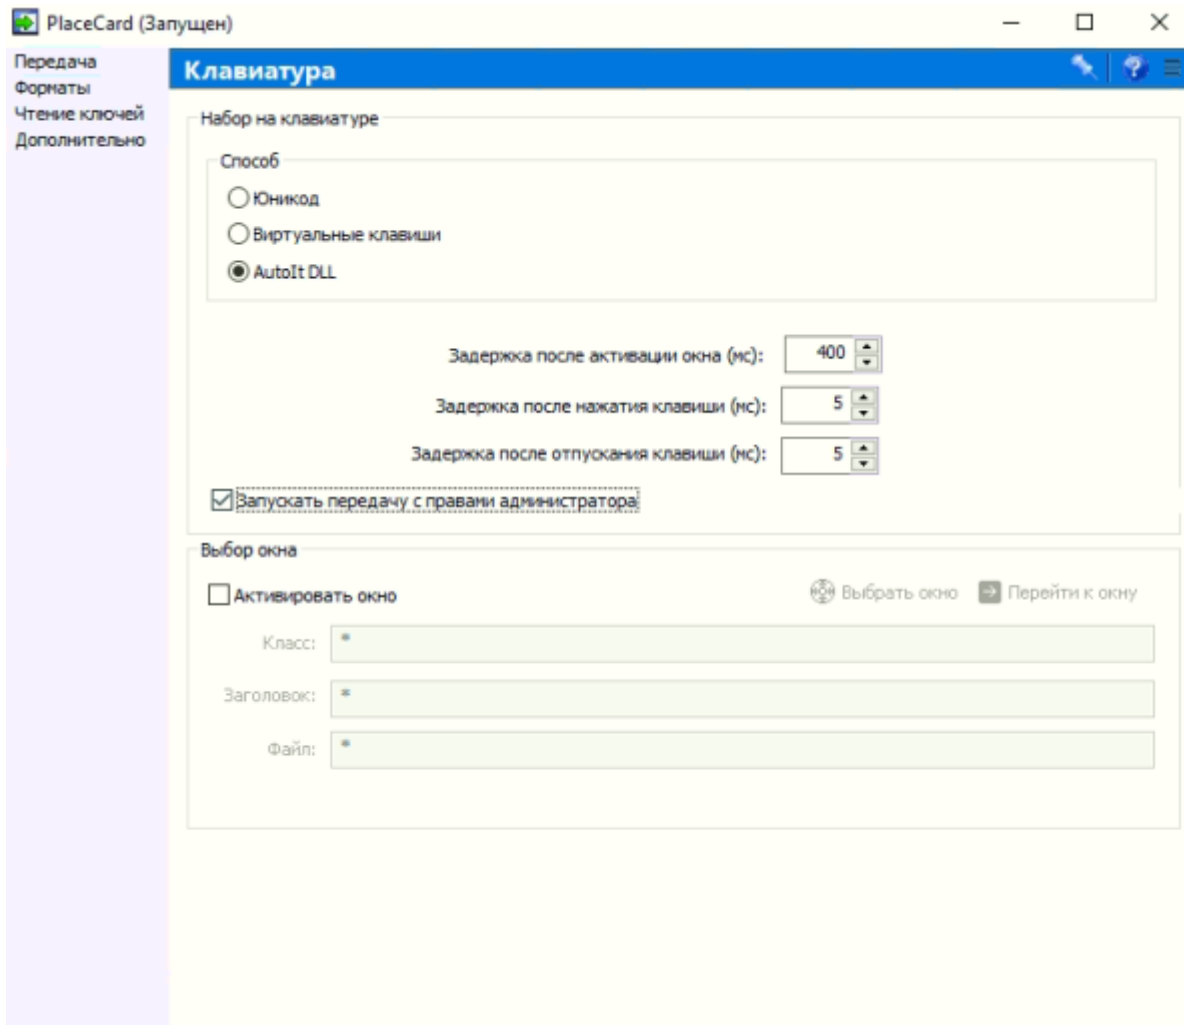 PlaceCard (Запущен)
Передача
Форматы
Чтение ключей
Дополнительно
Клавиатура
Набор на клавиатуре
Способ
Юникод
Виртуальные клавиши
AutoIt DLL
Задержка после активации окна (мс): 400
Задержка после нажатия клавиши (мс): 5
Задержка после отпускания клавиши (мс): 5
Запускать передачу с правами администратора
Выбор окна
Активировать окно Выбрать окно Перейти к окну
Класс: *
Заголовок: *
Файл: *